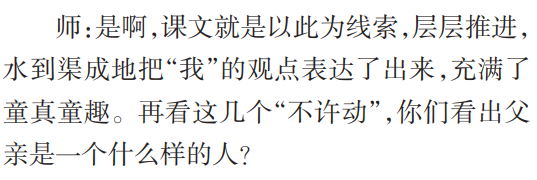 师:是啊,课文就是以此为线索,层层推进,
水到渠成地把“我”的观点表达了出来,充满了
童真童趣。再看这几个“不许动”,你们看出父
亲是一个什么样的人?